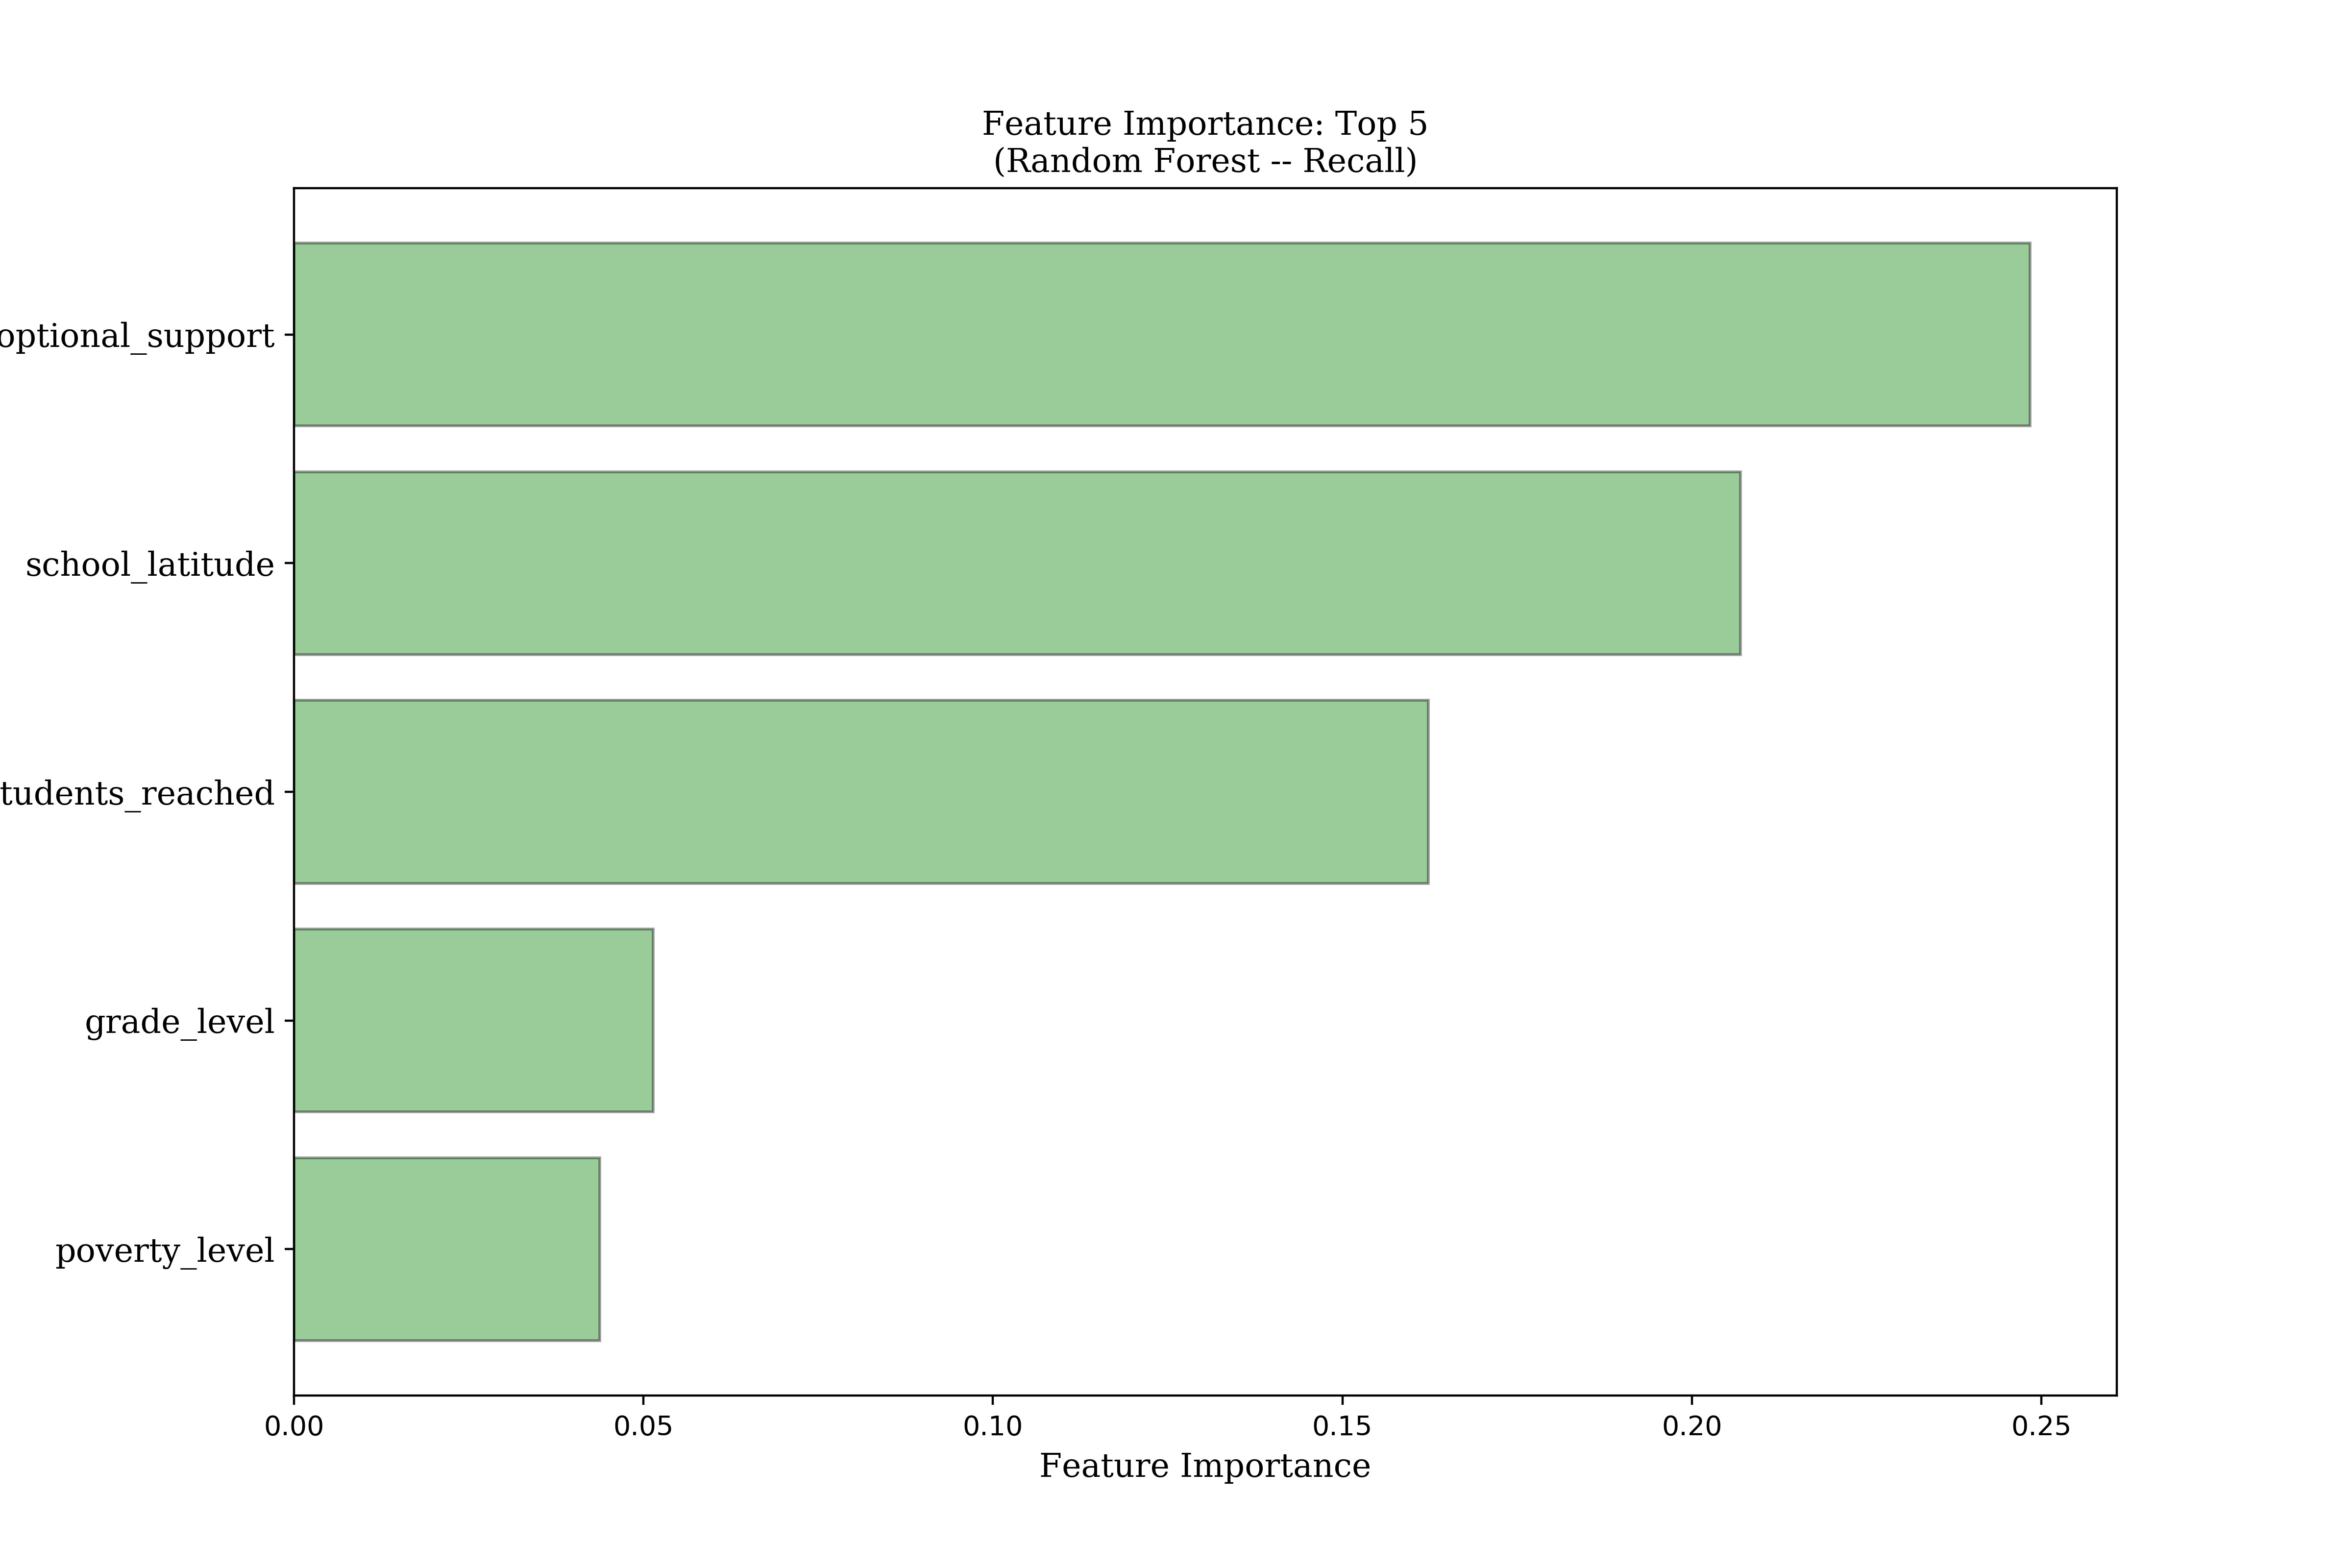 Feature Importance: Top 5
(Random Forest -- Recall)
optional_support
school_latitude
tudents_reached
grade_level
poverty_level
0.00 0.05 0.10 0.15 0.20 0.25
Feature Importance